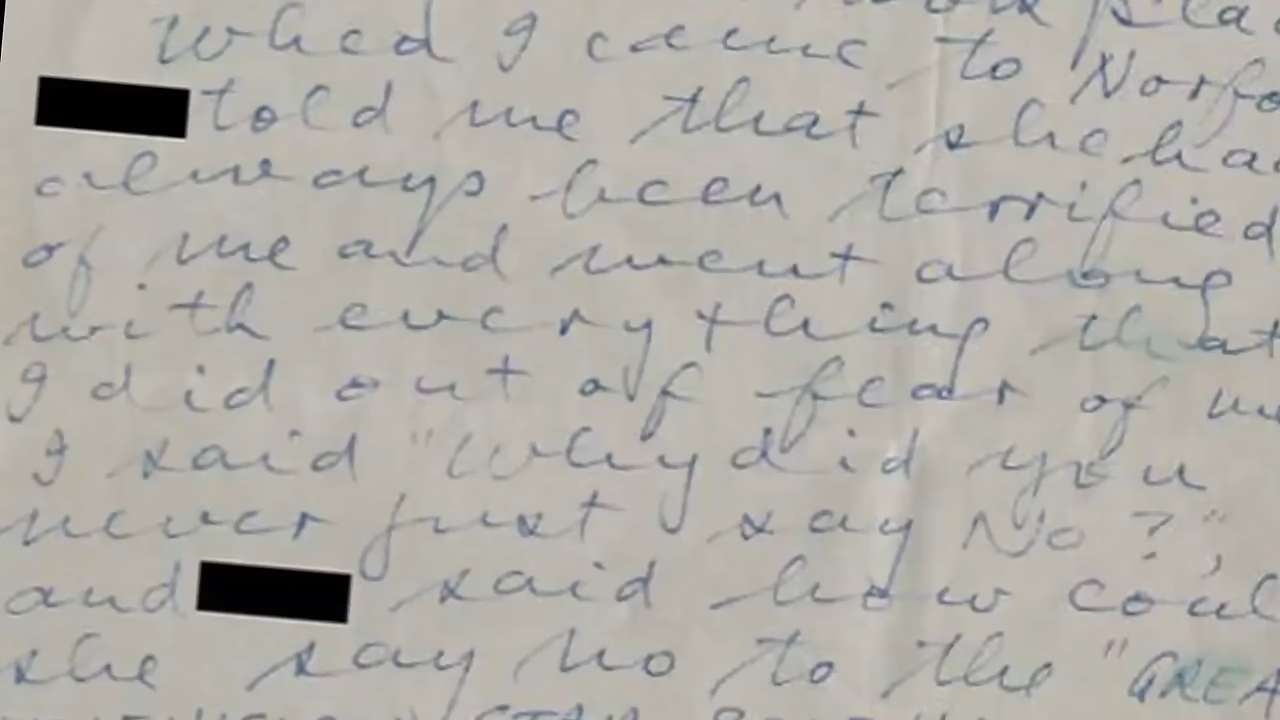 When I came to Norfo
told me that she ha
always been terrified
of me and went along
with everything that
I did out of fear of m
I said "Why did you
never just say No?",
and said how coul
she say no to the "GREA